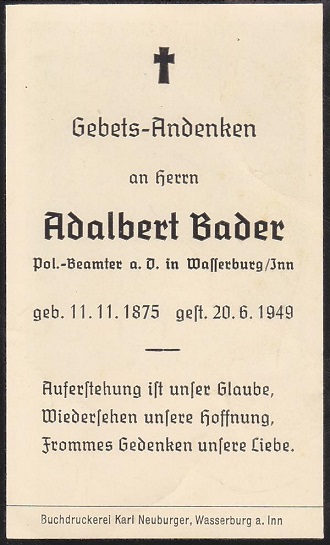 Gebets-Andenken
an Herrn
Adalbert Bader
Pol.-Beamter a. D. in Wasserburg/Inn
geb. 11. 11. 1875 gest. 20. 6. 1949
Auferstehung ist unser Glaube,
Wiedersehen unsere Hoffnung,
Frommes Gedenken unsere Liebe.
Buchdruckerei Karl Neuburger, Wasserburg a. Inn